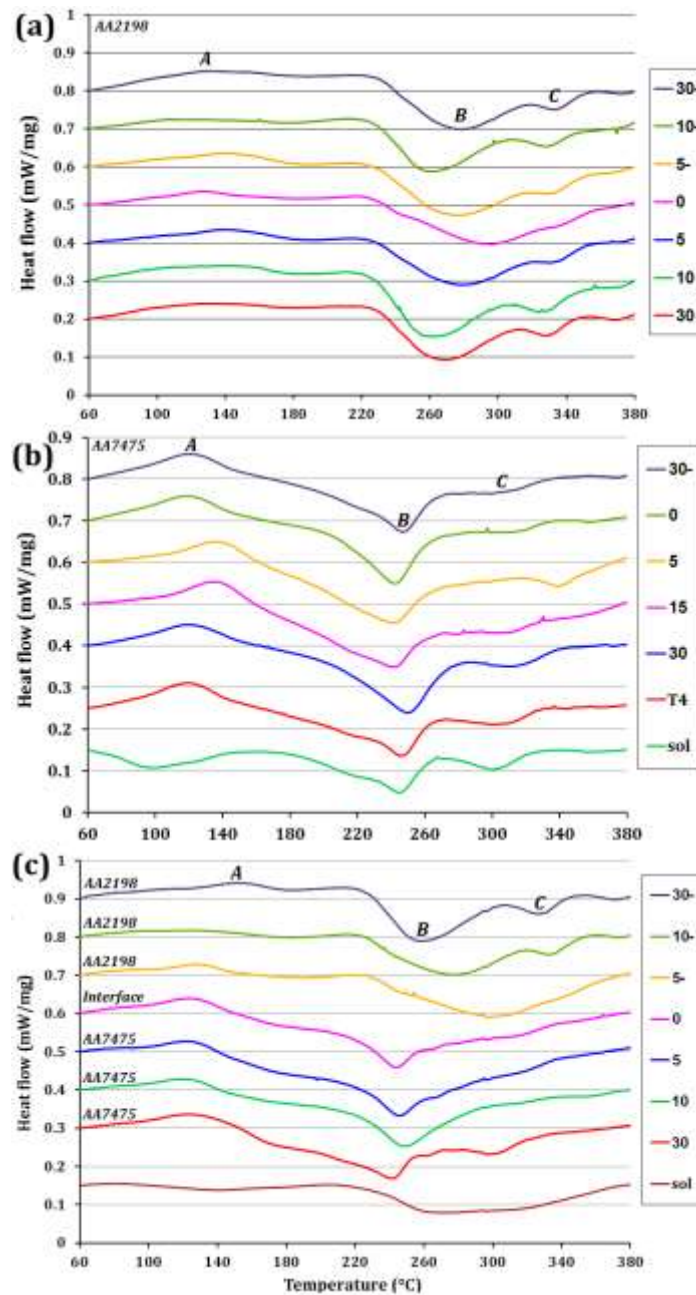 (a)
AA2198
1
0.9
0.8
0.7
0.6
0.5
0.4
0.3
0.2
0.1
0
Heat flow (mW/mg)
A
B
C
60 100 140 180 220 260 300 340 380
30-
10-
5-
0
5
10
30
(b)
AA7475
0.9
0.8
0.7
0.6
0.5
0.4
0.3
0.2
0.1
0
Heat flow (mW/mg)
A
B
C
60 100 140 180 220 260 300 340 380
30-
0
5
15
30
T4
sol
(c)
1
0.9
0.8
0.7
0.6
0.5
0.4
0.3
0.2
0.1
0
Heat flow (mW/mg)
AA2198
AA2198
AA2198
Interface
AA7475
AA7475
AA7475
A
B
C
60 100 140 180 220 260 300 340 380
Temperature (°C)
30-
10-
5-
0
5
10
30
sol